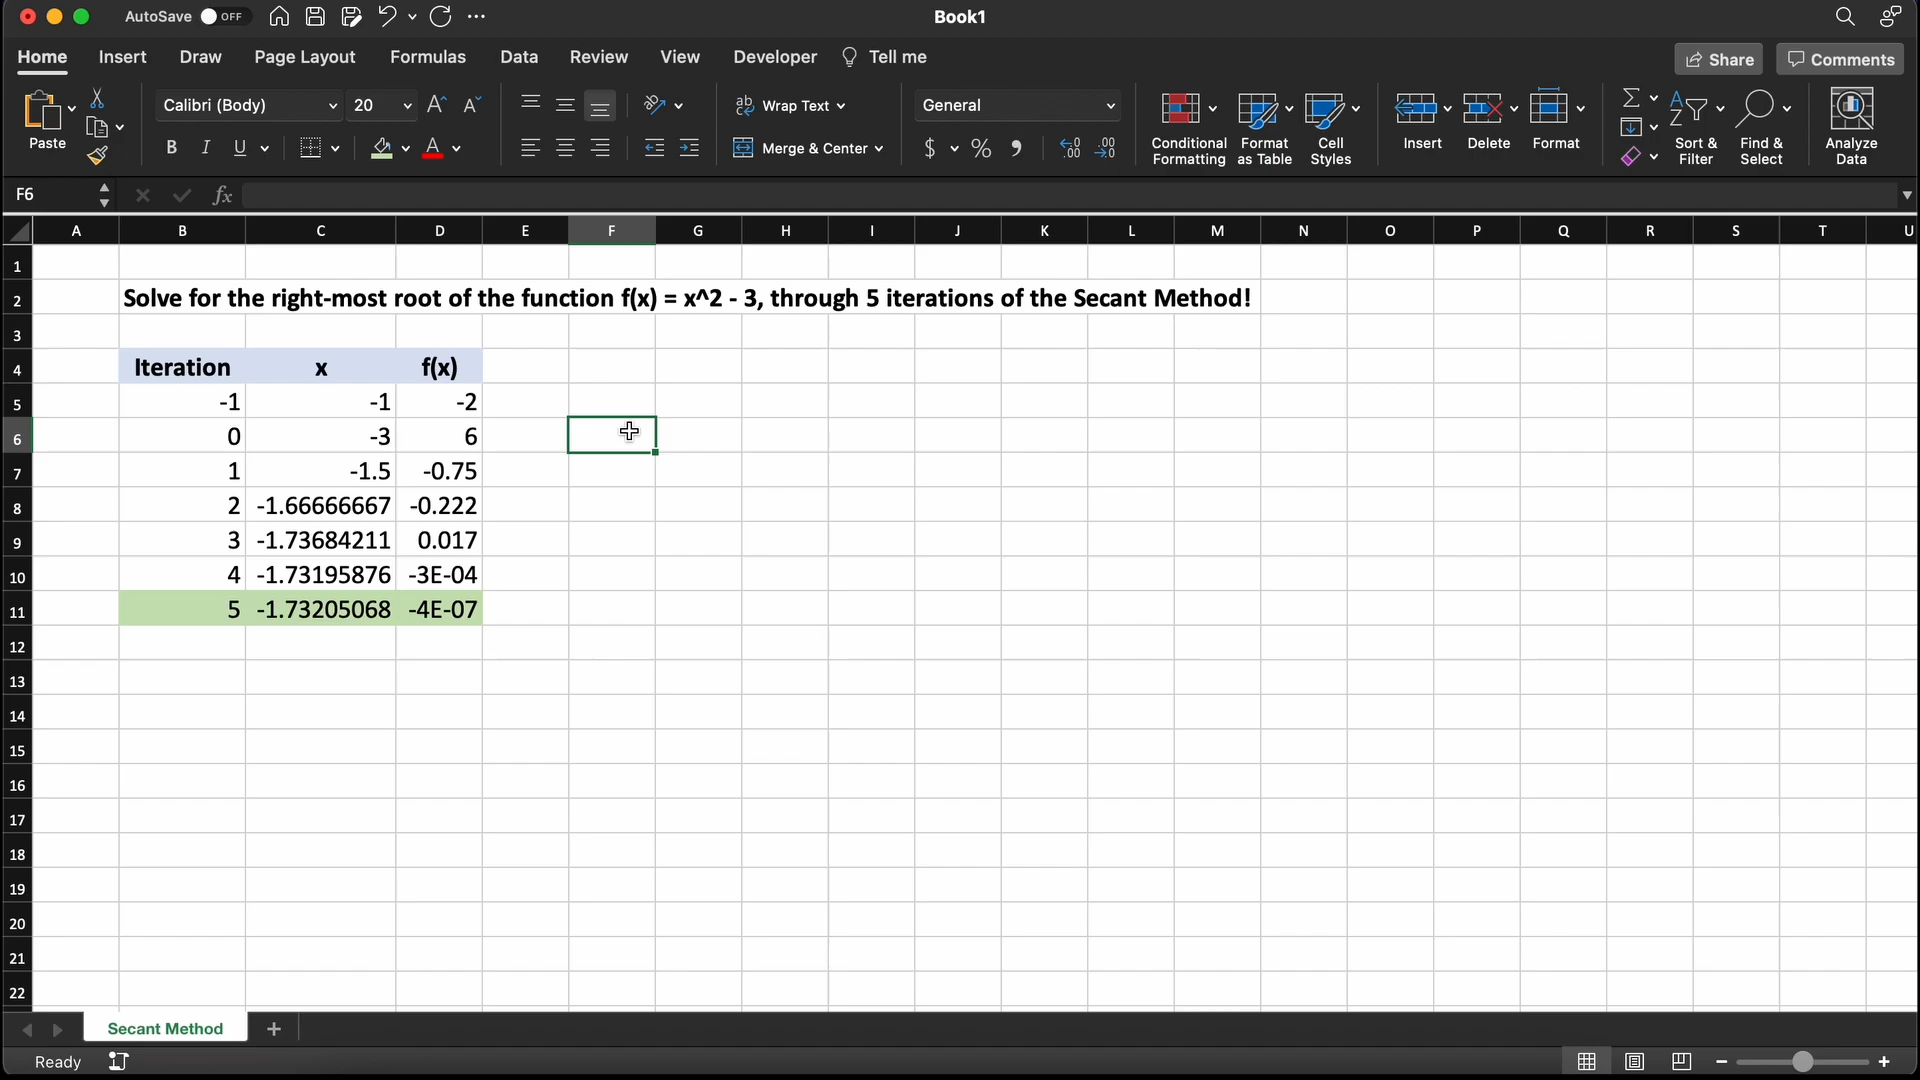 AutoSave OFF Book1
Home Insert Draw Page Layout Formulas Data Review View Developer Tell me Share Comments
Paste Calibri (Body) 20 A^ Aˇ Wrap Text General Conditional Formatting Format as Table Cell Styles Insert Delete Format Sort & Filter Find & Select Analyze Data
B I U A Merge & Center $ % , .00
F6 fx
A B C D E F G H I J K L M N O P Q R S T U
1
2 Solve for the right-most root of the function f(x) = x^2 - 3, through 5 iterations of the Secant Method!
3
4 Iteration x f(x)
5 -1 -1 -2
6 0 -3 6
7 1 -1.5 -0.75
8 2 -1.66666667 -0.222
9 3 -1.73684211 0.017
10 4 -1.73195876 -3E-04
11 5 -1.73205068 -4E-07
12
13
14
15
16
17
18
19
20
21
22
Secant Method +
Ready